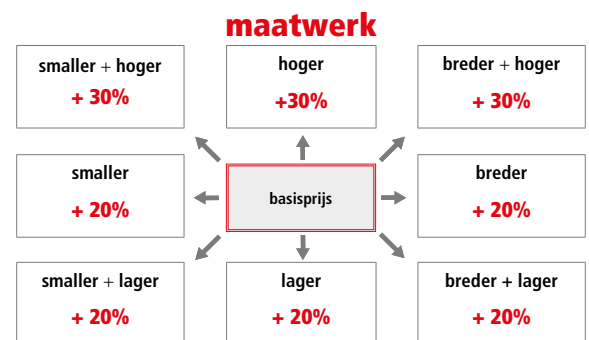 maatwerk
smaller + hoger
+ 30%
hoger
+30%
breder + hoger
+ 30%
smaller
+ 20%
basisprijs
breder
+ 20%
smaller + lager
+ 20%
lager
+ 20%
breder + lager
+ 20%